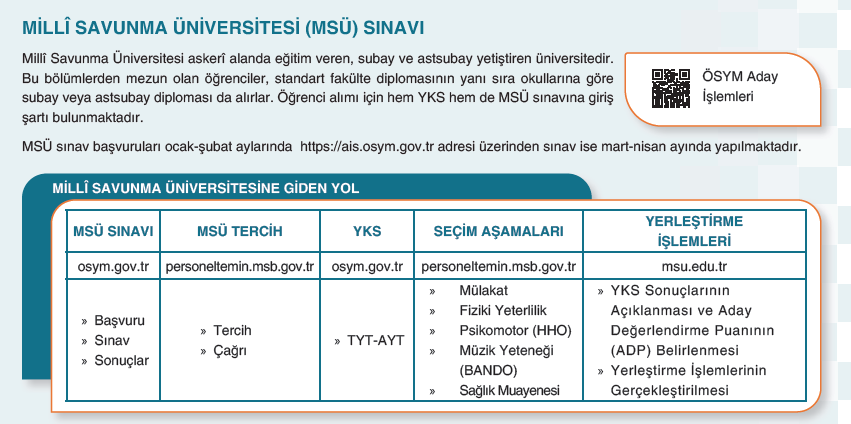 MİLLÎ SAVUNMA ÜNİVERSİTESİ (MSÜ) SINAVI
Millî Savunma Üniversitesi askerî alanda eğitim veren, subay ve astsubay yetiştiren üniversitedir.
Bu bölümlerden mezun olan öğrenciler, standart fakülte diplomasının yanı sıra okullarına göre
subay veya astsubay diploması da alırlar. Öğrenci alımı için hem YKS hem de MSÜ sınavına giriş
şartı bulunmaktadır.
ÖSYM Aday
İşlemleri
MSÜ sınav başvuruları ocak-şubat aylarında https://ais.osym.gov.tr adresi üzerinden sınav ise mart-nisan ayında yapılmaktadır.
MİLLÎ SAVUNMA ÜNİVERSİTESİNE GİDEN YOL
MSÜ SINAVI
osym.gov.tr
» Başvuru
» Sınav
» Sonuçlar
MSÜ TERCİH
personeltemin.msb.gov.tr
» Tercih
» Çağrı
YKS
osym.gov.tr
» TYT-AYT
SEÇİM AŞAMALARI
personeltemin.msb.gov.tr
» Mülakat
» Fiziki Yeterlilik
» Psikomotor (HHO)
» Müzik Yeteneği
(BANDO)
» Sağlık Muayenesi
YERLEŞTİRME
İŞLEMLERİ
msu.edu.tr
» YKS Sonuçlarının
Açıklanması ve Aday
Değerlendirme Puanının
(ADP) Belirlenmesi
» Yerleştirme İşlemlerinin
Gerçekleştirilmesi